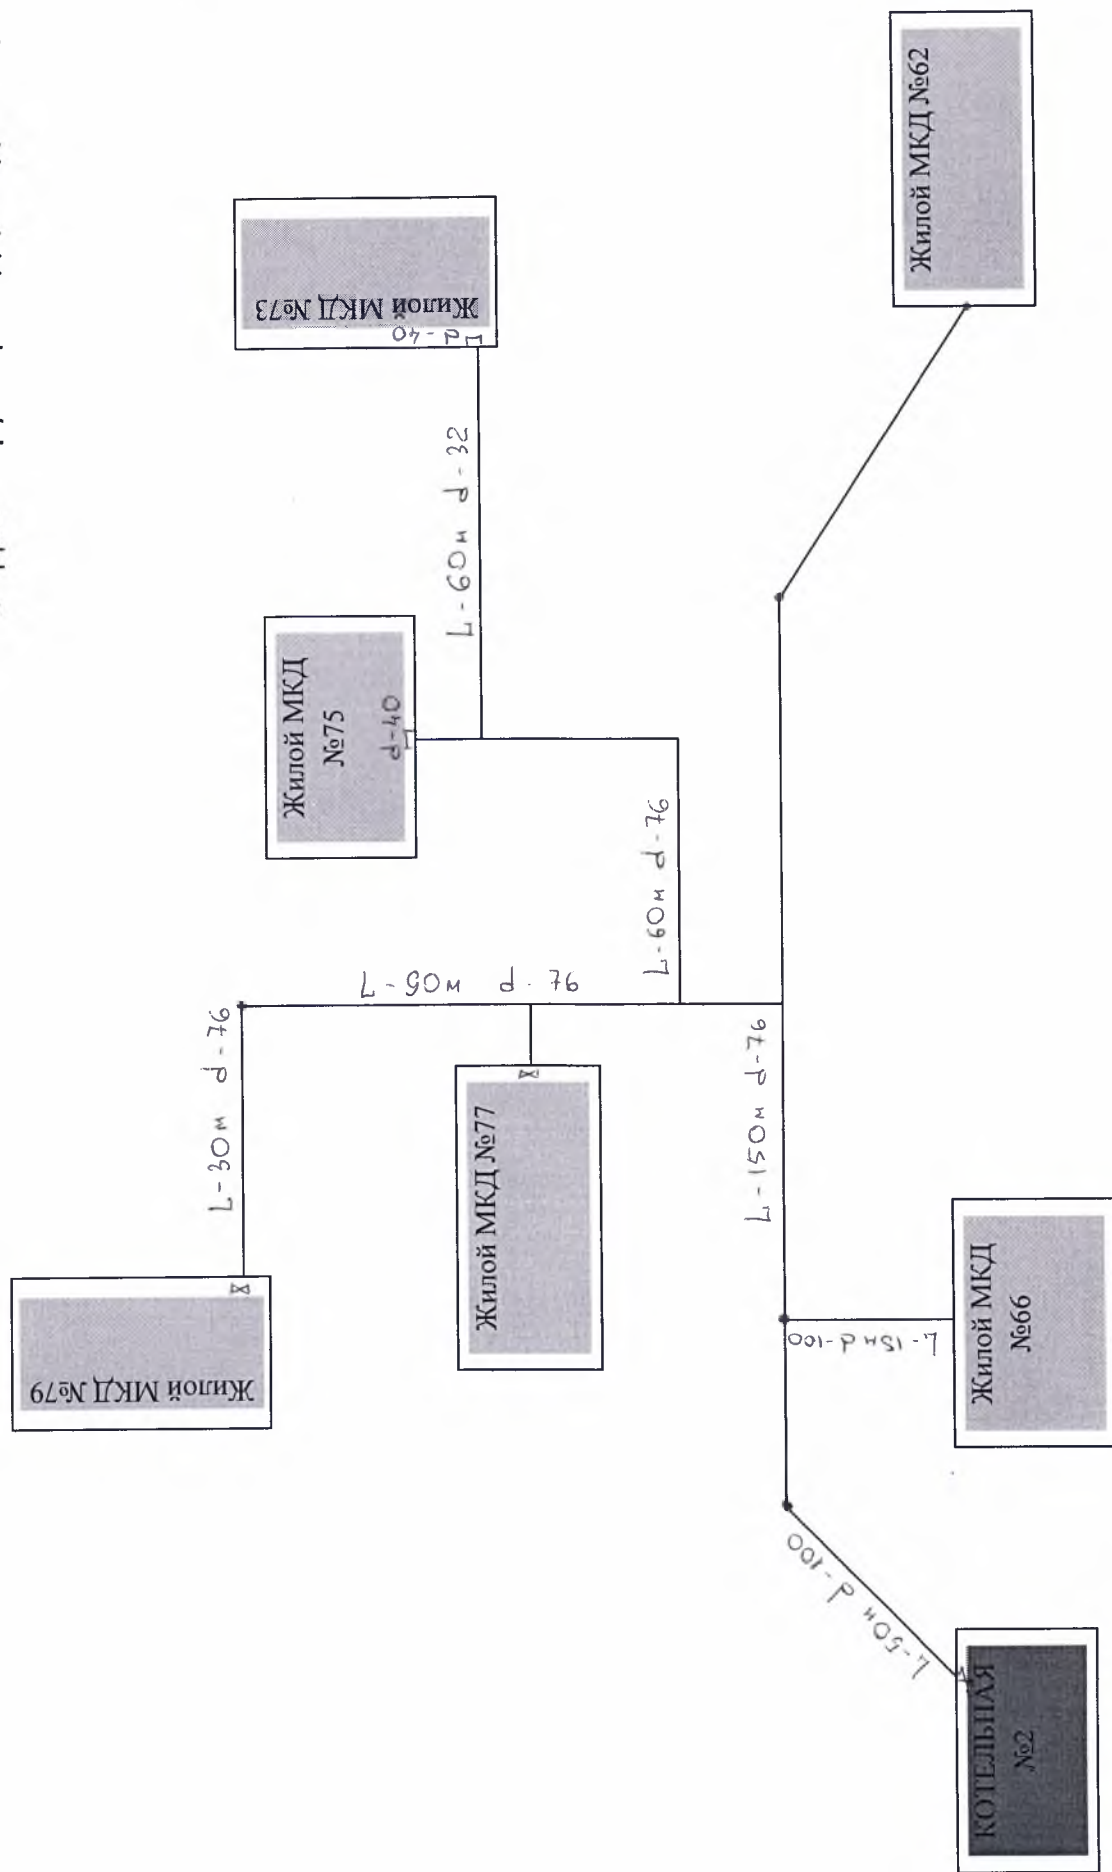 Жилой МКД №62
Жилой МКД №73
d-40
L-60м d-32
Жилой МКД
№75
d-40
L-60м d-76
L-90м d-76
L-30м d-76
Жилой МКД №79
Жилой МКД №77
L-150м d-76
Жилой МКД
№66
L-15м d-100
L-50м d-100
КОТЕЛЬНАЯ
№2